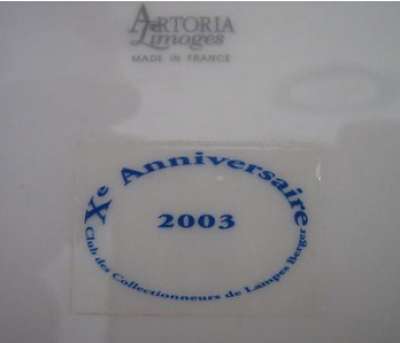 ARTORIA
Limoges
MADE IN FRANCE
Xe Anniversaire
2003
Club des Collectionneurs de Lampes Berger